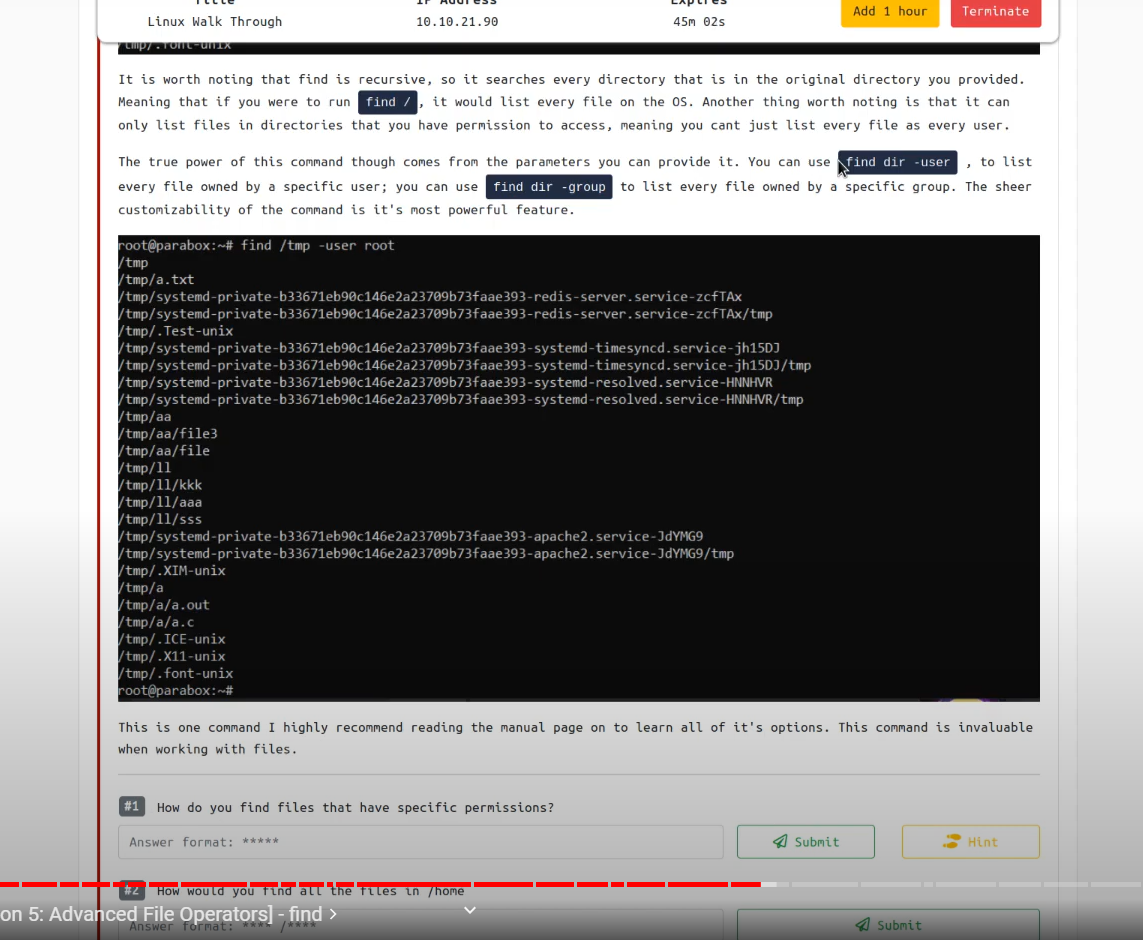 Title IP Address Expires
Linux Walk Through 10.10.21.90 45m 02s Add 1 hour Terminate
/tmp/.font-unix
It is worth noting that find is recursive, so it searches every directory that is in the original directory you provided.
Meaning that if you were to run find / , it would list every file on the OS. Another thing worth noting is that it can
only list files in directories that you have permission to access, meaning you cant just list every file as every user.
The true power of this command though comes from the parameters you can provide it. You can use find dir -user , to list
every file owned by a specific user; you can use find dir -group to list every file owned by a specific group. The sheer
customizability of the command is it's most powerful feature.
root@parabox:~# find /tmp -user root
/tmp
/tmp/a.txt
/tmp/systemd-private-b33671eb90c146e2a23709b73faae393-redis-server.service-zcfTAx
/tmp/systemd-private-b33671eb90c146e2a23709b73faae393-redis-server.service-zcfTAx/tmp
/tmp/.Test-unix
/tmp/systemd-private-b33671eb90c146e2a23709b73faae393-systemd-timesyncd.service-jh15DJ
/tmp/systemd-private-b33671eb90c146e2a23709b73faae393-systemd-timesyncd.service-jh15DJ/tmp
/tmp/systemd-private-b33671eb90c146e2a23709b73faae393-systemd-resolved.service-HNNHVR
/tmp/systemd-private-b33671eb90c146e2a23709b73faae393-systemd-resolved.service-HNNHVR/tmp
/tmp/aa
/tmp/aa/file3
/tmp/aa/file
/tmp/ll
/tmp/ll/kkk
/tmp/ll/aaa
/tmp/ll/sss
/tmp/systemd-private-b33671eb90c146e2a23709b73faae393-apache2.service-JdYMG9
/tmp/systemd-private-b33671eb90c146e2a23709b73faae393-apache2.service-JdYMG9/tmp
/tmp/.XIM-unix
/tmp/a
/tmp/a/a.out
/tmp/a/a.c
/tmp/.ICE-unix
/tmp/.X11-unix
/tmp/.font-unix
root@parabox:~#
This is one command I highly recommend reading the manual page on to learn all of it's options. This command is invaluable
when working with files.
#1 How do you find files that have specific permissions?
Answer format: ***** Submit Hint
#2 How would you find all the files in /home
on 5: Advanced File Operators] - find >
Answer format: **** /**** Submit